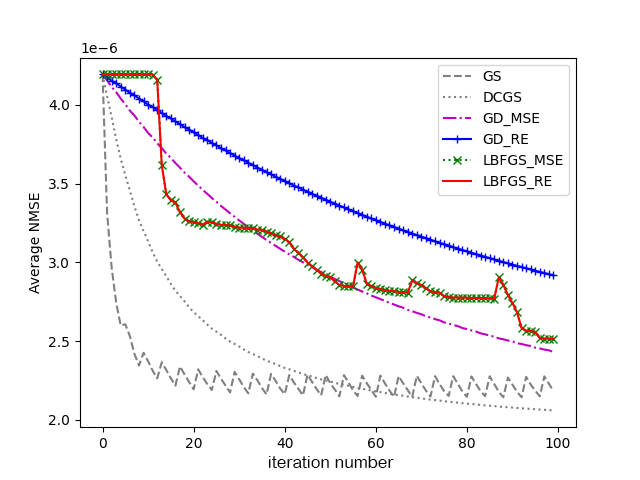 1e−6
4.0
3.5
3.0
2.5
2.0
Average NMSE
0
20
40
60
80
100
iteration number
GS
DCGS
GD_MSE
GD_RE
LBFGS_MSE
LBFGS_RE